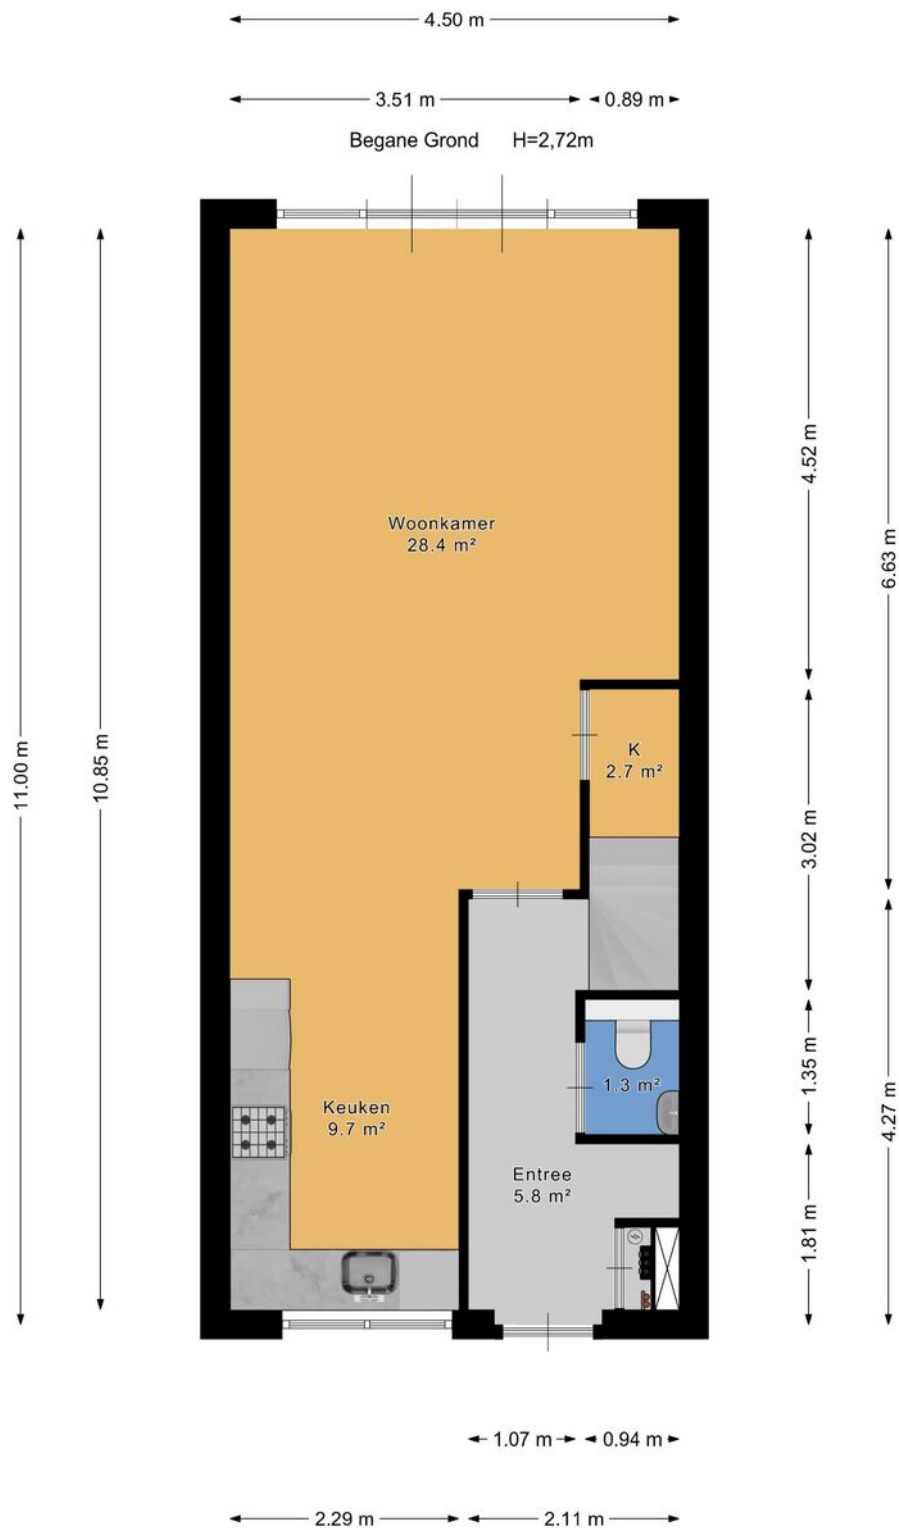 4.50 m
3.51 m
0.89 m
Begane Grond H=2,72m
11.00 m
10.85 m
4.52 m
6.63 m
Woonkamer
28.4 m²
K
2.7 m²
3.02 m
1.35 m
4.27 m
1.3 m²
Keuken
9.7 m²
Entree
5.8 m²
1.81 m
1.07 m
0.94 m
2.29 m
2.11 m